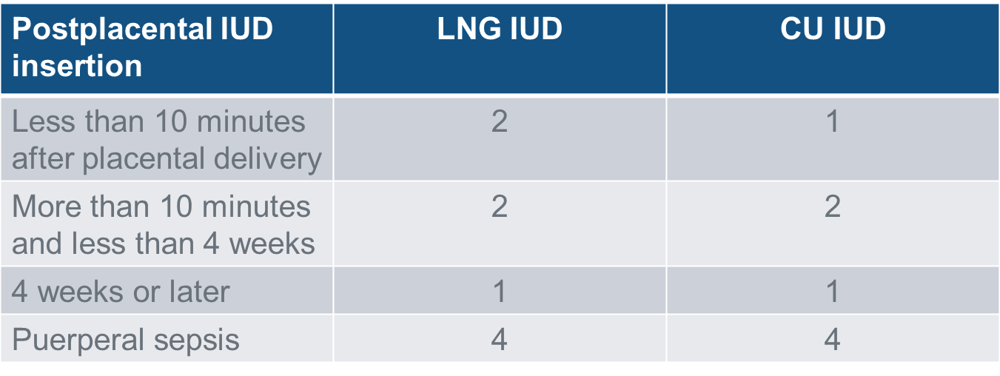 Postplacental IUD
insertion
LNG IUD
CU IUD
Less than 10 minutes
after placental delivery
2
1
More than 10 minutes
and less than 4 weeks
2
2
4 weeks or later
1
1
Puerperal sepsis
4
4